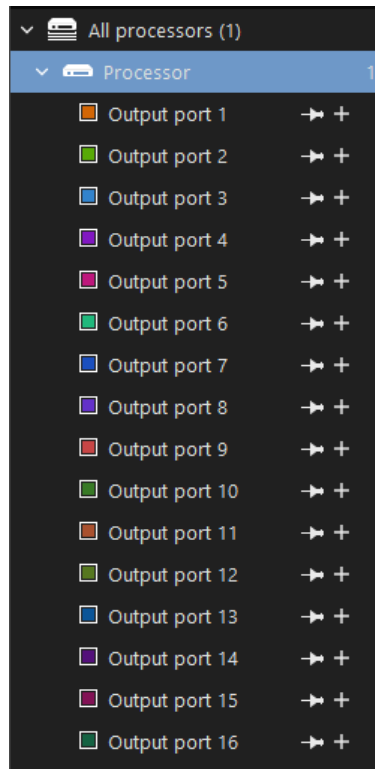 All processors (1)
Processor 1
Output port 1
Output port 2
Output port 3
Output port 4
Output port 5
Output port 6
Output port 7
Output port 8
Output port 9
Output port 10
Output port 11
Output port 12
Output port 13
Output port 14
Output port 15
Output port 16